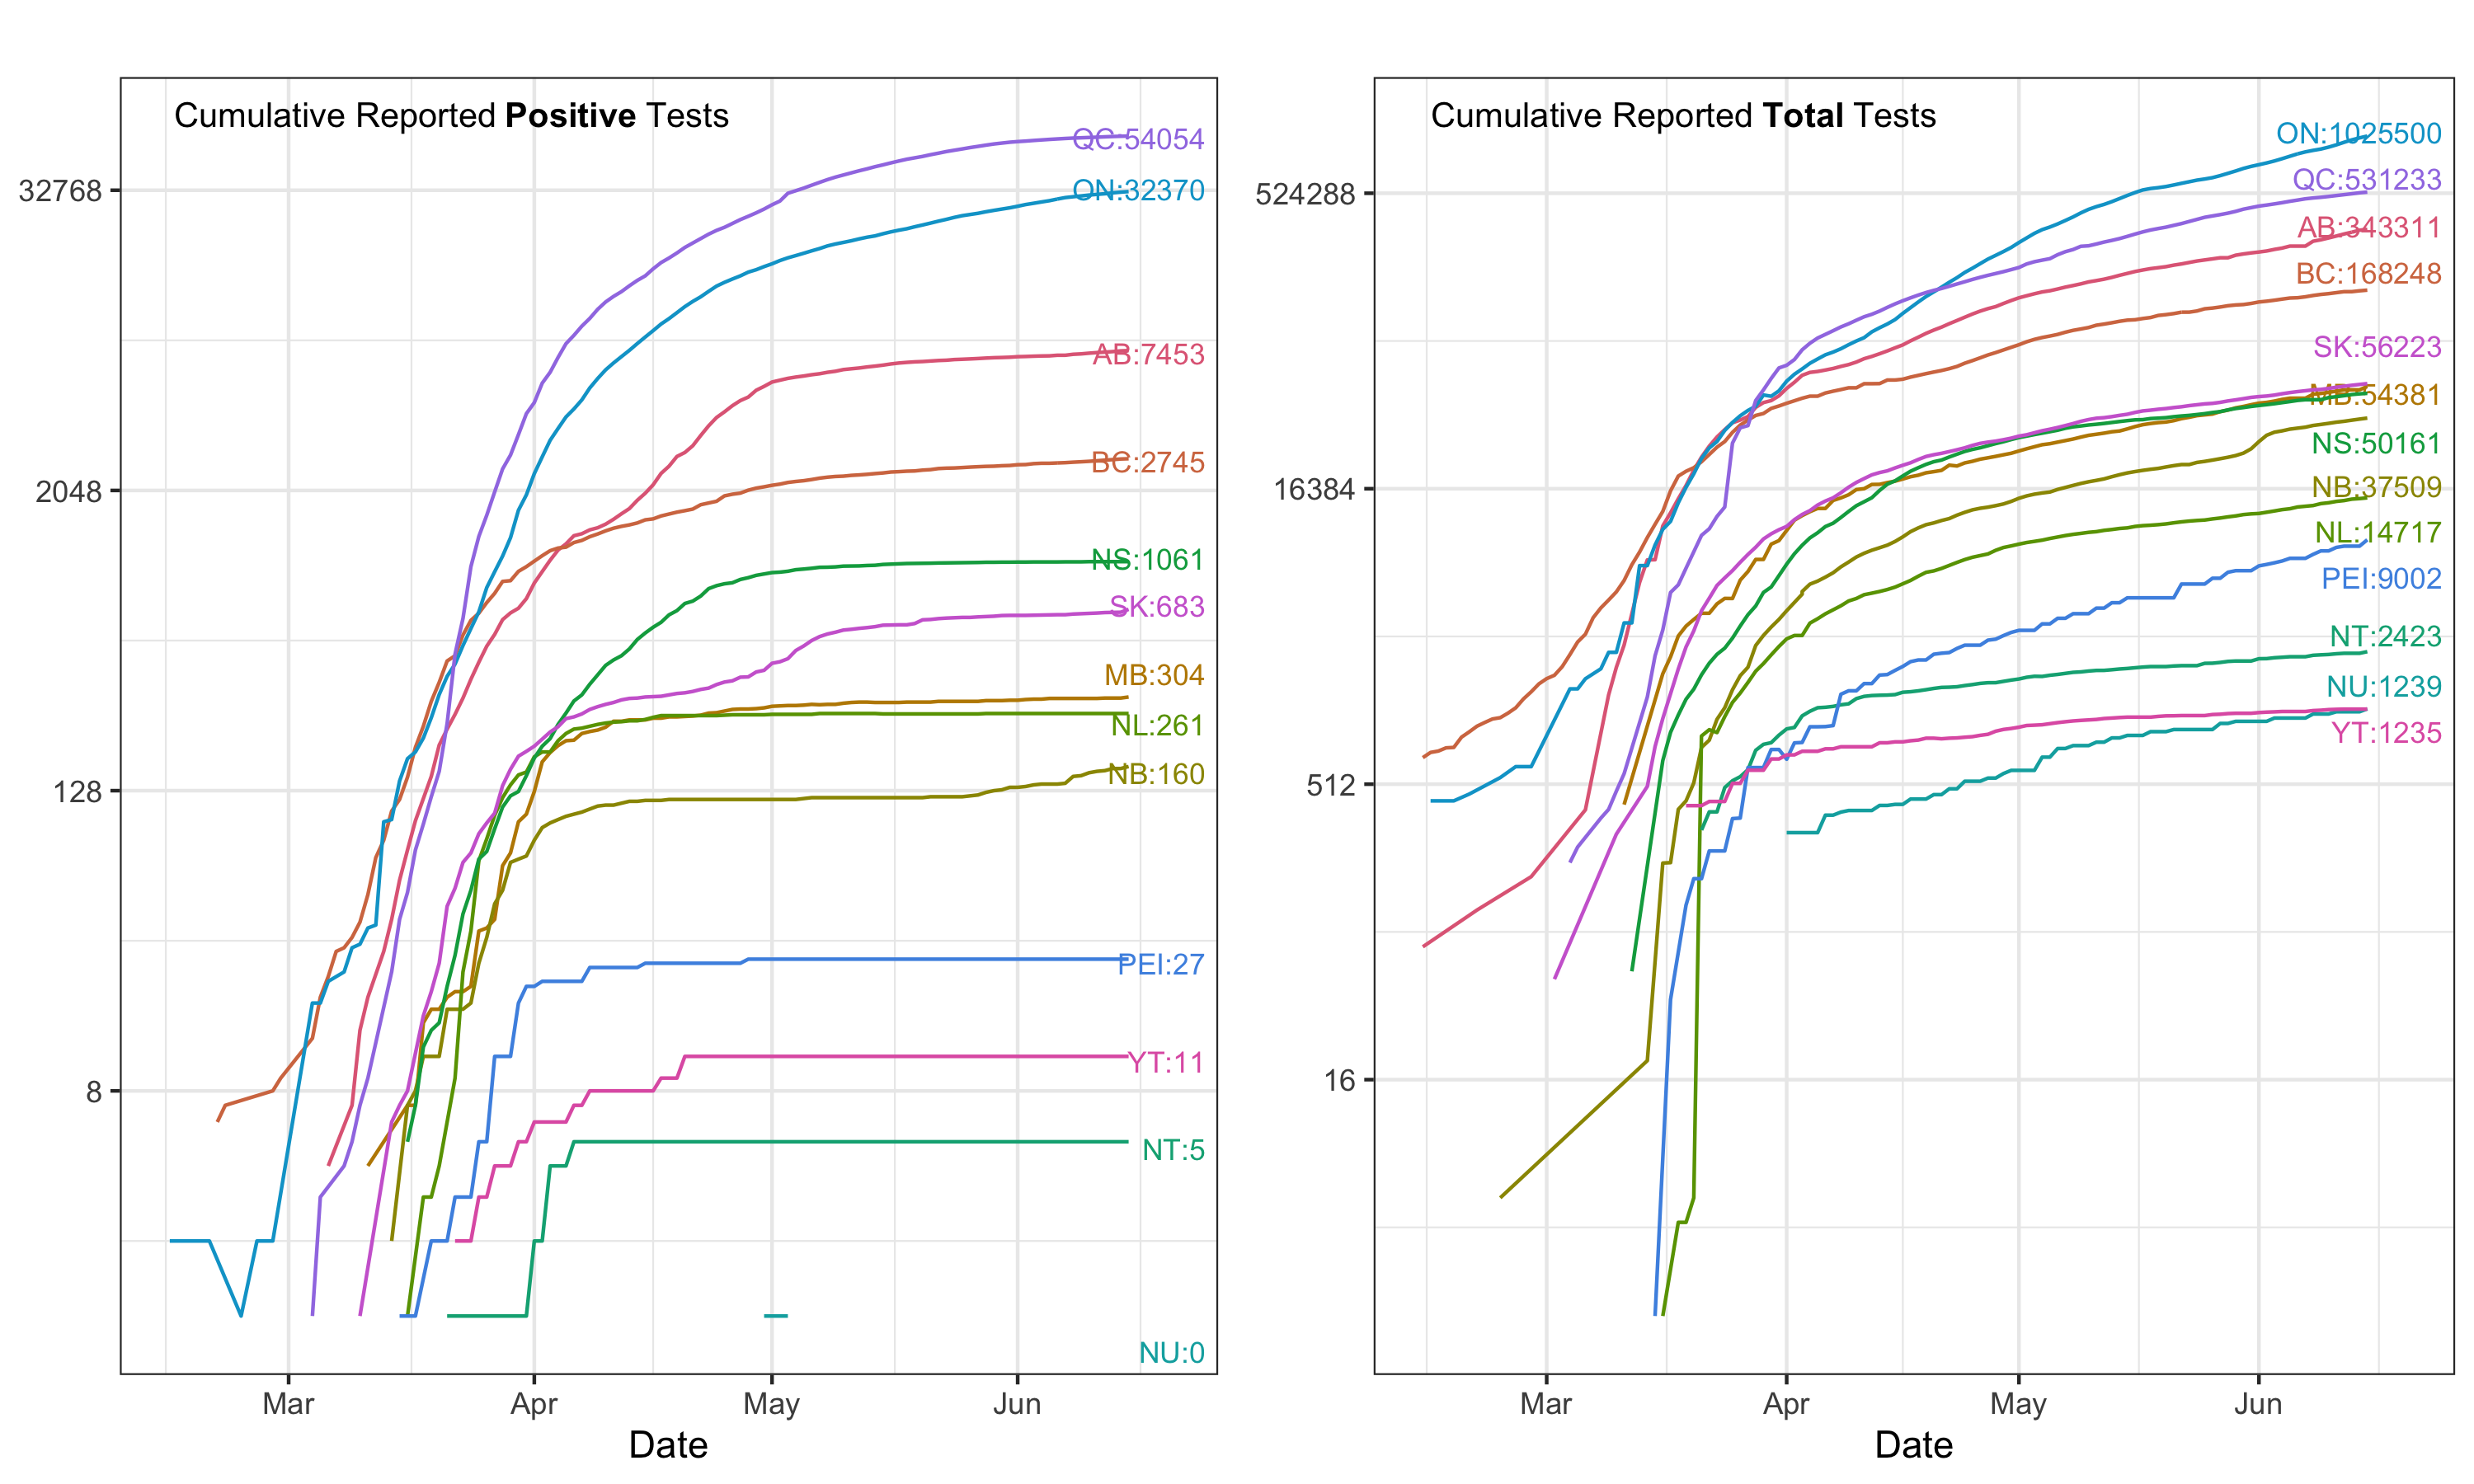 Cumulative Reported Positive Tests
32768
2048
128
8
QC:54054
ON:32370
AB:7453
BC:2745
NS:1061
SK:683
MB:304
NL:261
NB:160
PEI:27
YT:11
NT:5
NU:0
Mar Apr May Jun
Date
Cumulative Reported Total Tests
524288
16384
512
16
ON:1025500
QC:531233
AB:343311
BC:168248
SK:56223
MB:54381
NS:50161
NB:37509
NL:14717
PEI:9002
NT:2423
NU:1239
YT:1235
Mar Apr May Jun
Date